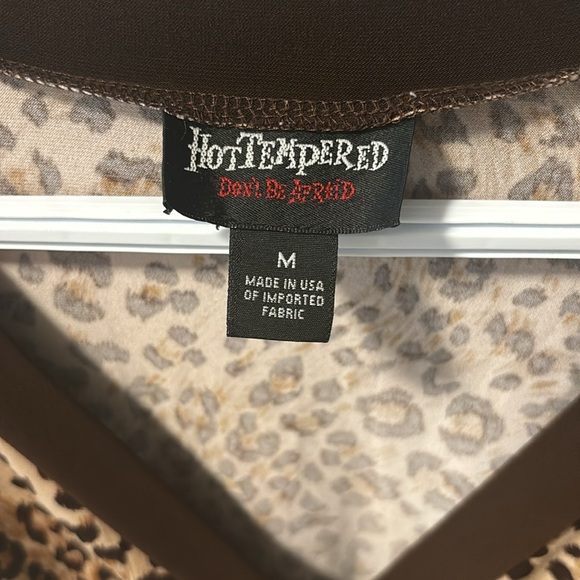 HotTempered
Don't Be Afraid
M
MADE IN USA
OF IMPORTED
FABRIC